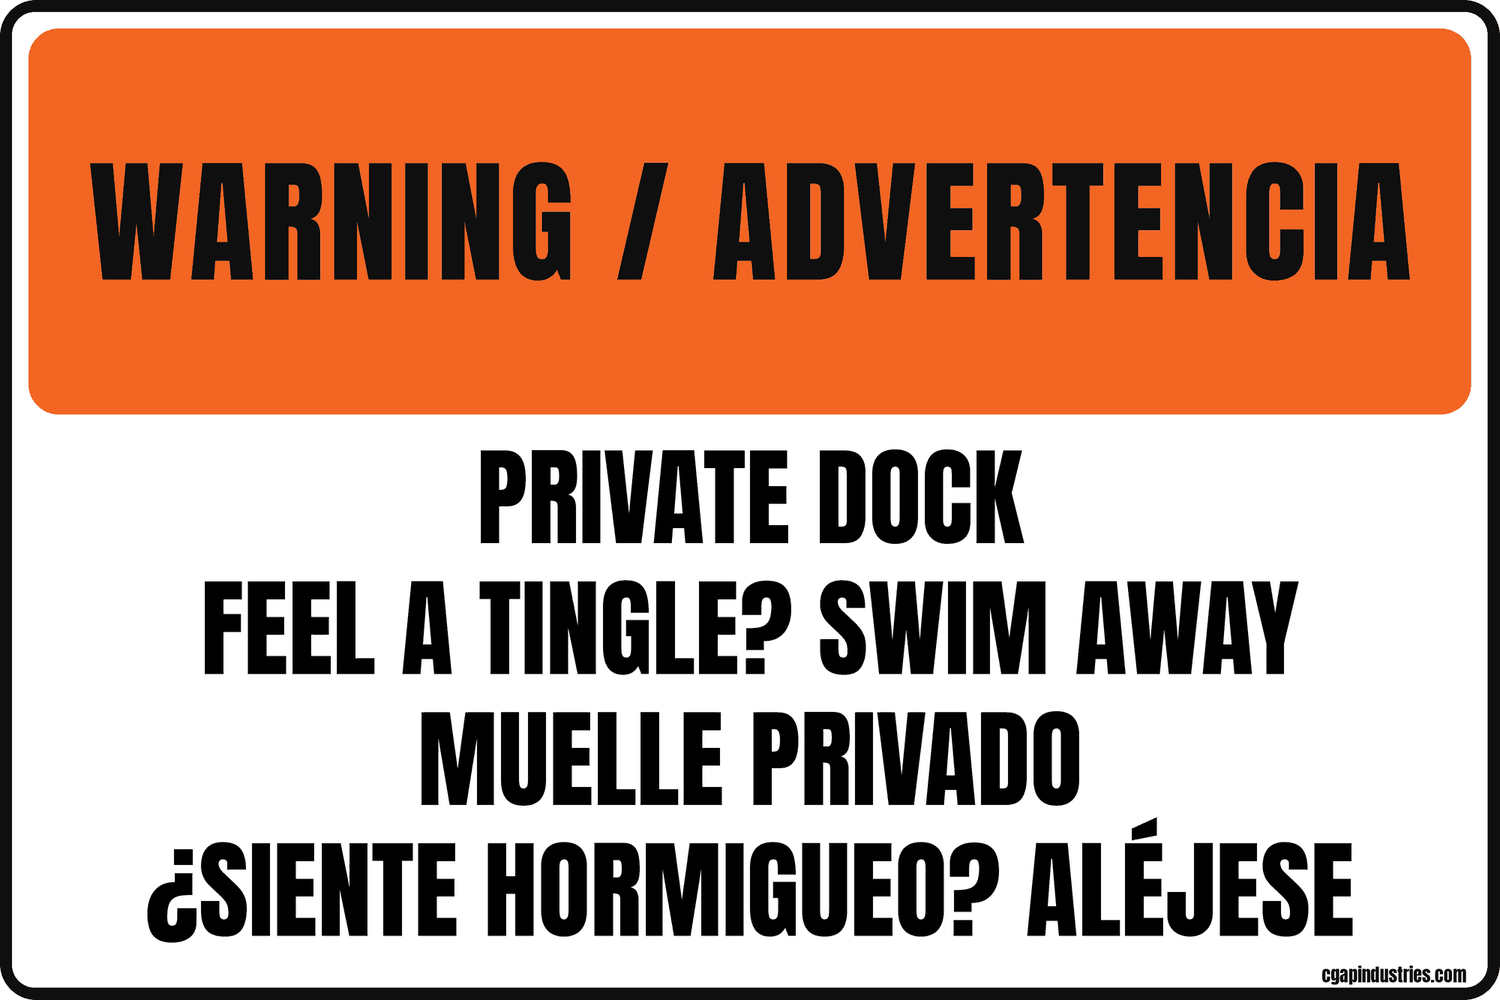 WARNING / ADVERTENCIA
PRIVATE DOCK
FEEL A TINGLE? SWIM AWAY
MUELLE PRIVADO
¿SIENTE HORMIGUEO? ALÉJESE
cgapindustries.com